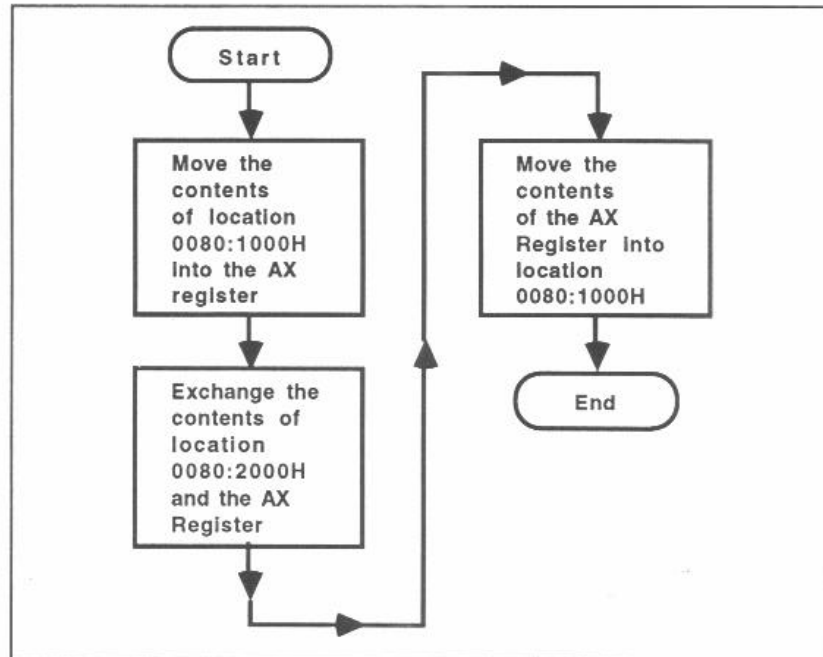 Start
Move the
contents
of location
0080:1000H
into the AX
register
Exchange the
contents of
location
0080:2000H
and the AX
Register
Move the
contents
of the AX
Register into
location
0080:1000H
End